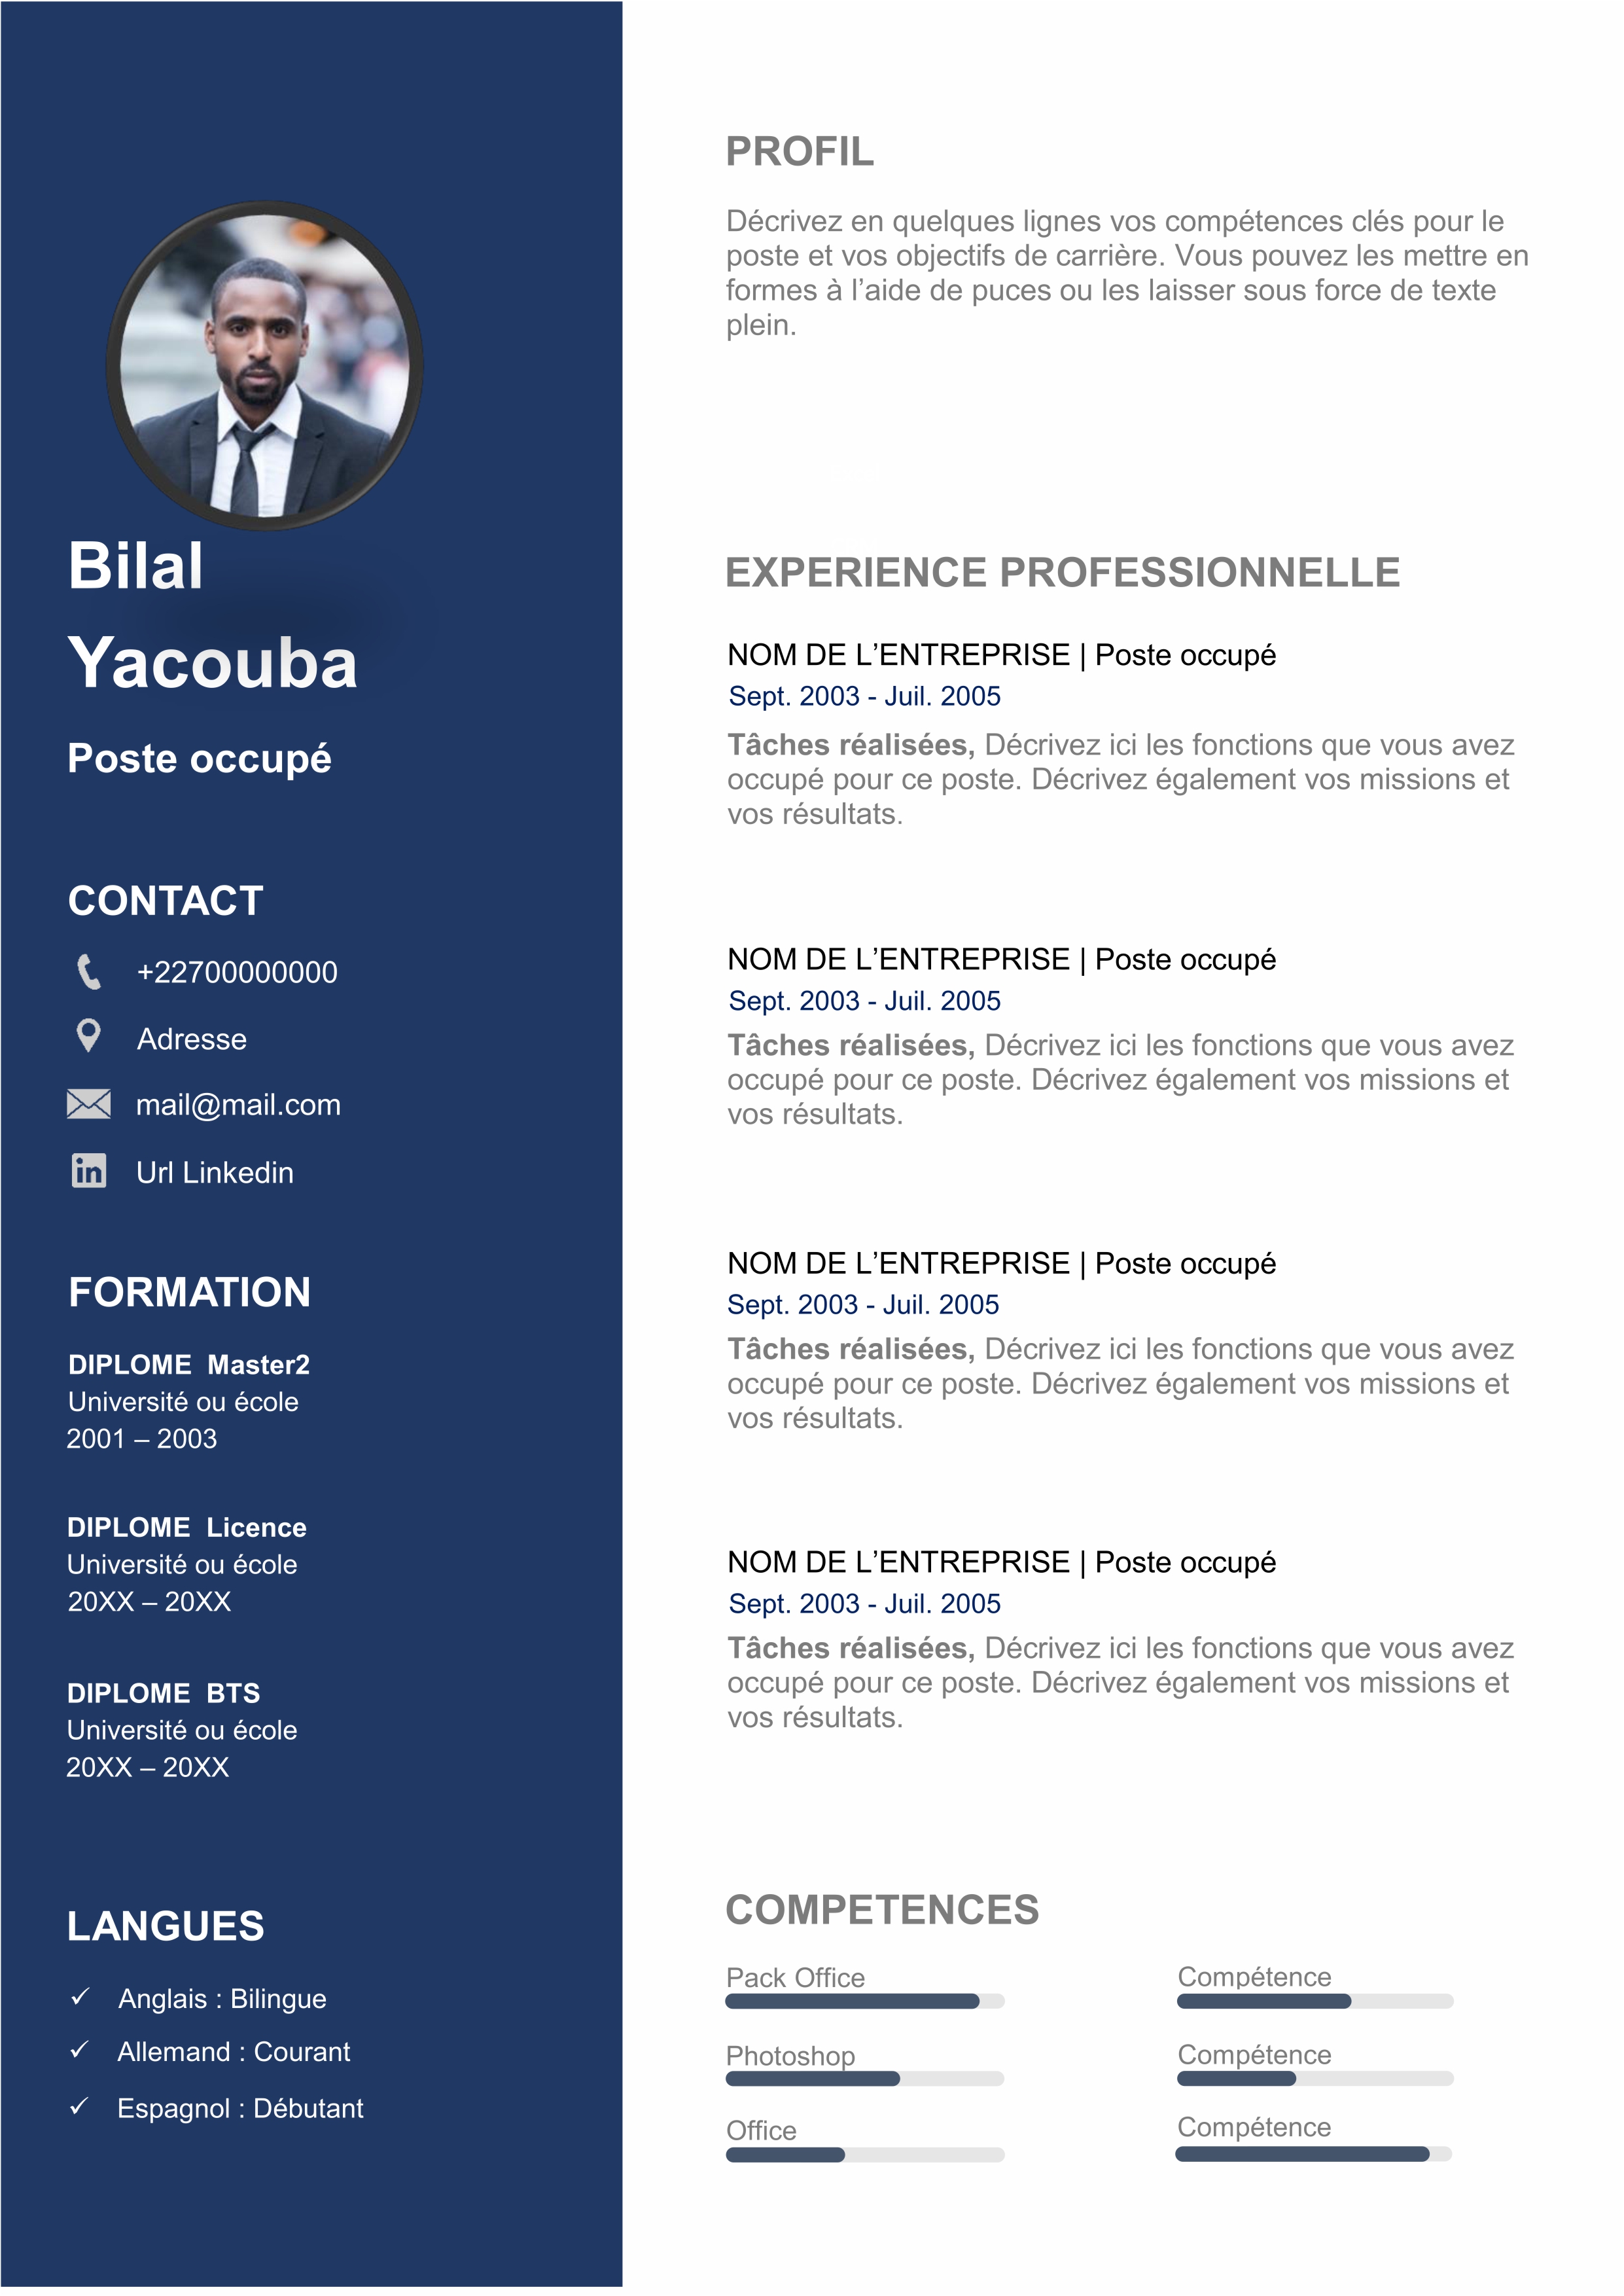 Bilal
Yacouba
Poste occupé
CONTACT
+22700000000
Adresse
mail@mail.com
in Url Linkedin
FORMATION
DIPLOME Master2
Université ou école
2001 – 2003
DIPLOME Licence
Université ou école
20XX – 20XX
DIPLOME BTS
Université ou école
20XX – 20XX
LANGUES
Anglais : Bilingue
Allemand : Courant
Espagnol : Débutant
PROFIL
Décrivez en quelques lignes vos compétences clés pour le
poste et vos objectifs de carrière. Vous pouvez les mettre en
formes à l’aide de puces ou les laisser sous force de texte
plein.
EXPERIENCE PROFESSIONNELLE
NOM DE L’ENTREPRISE | Poste occupé
Sept. 2003 - Juil. 2005
Tâches réalisées, Décrivez ici les fonctions que vous avez
occupé pour ce poste. Décrivez également vos missions et
vos résultats.
NOM DE L’ENTREPRISE | Poste occupé
Sept. 2003 - Juil. 2005
Tâches réalisées, Décrivez ici les fonctions que vous avez
occupé pour ce poste. Décrivez également vos missions et
vos résultats.
NOM DE L’ENTREPRISE | Poste occupé
Sept. 2003 - Juil. 2005
Tâches réalisées, Décrivez ici les fonctions que vous avez
occupé pour ce poste. Décrivez également vos missions et
vos résultats.
NOM DE L’ENTREPRISE | Poste occupé
Sept. 2003 - Juil. 2005
Tâches réalisées, Décrivez ici les fonctions que vous avez
occupé pour ce poste. Décrivez également vos missions et
vos résultats.
COMPETENCES
Pack Office
Photoshop
Office
Compétence
Compétence
Compétence